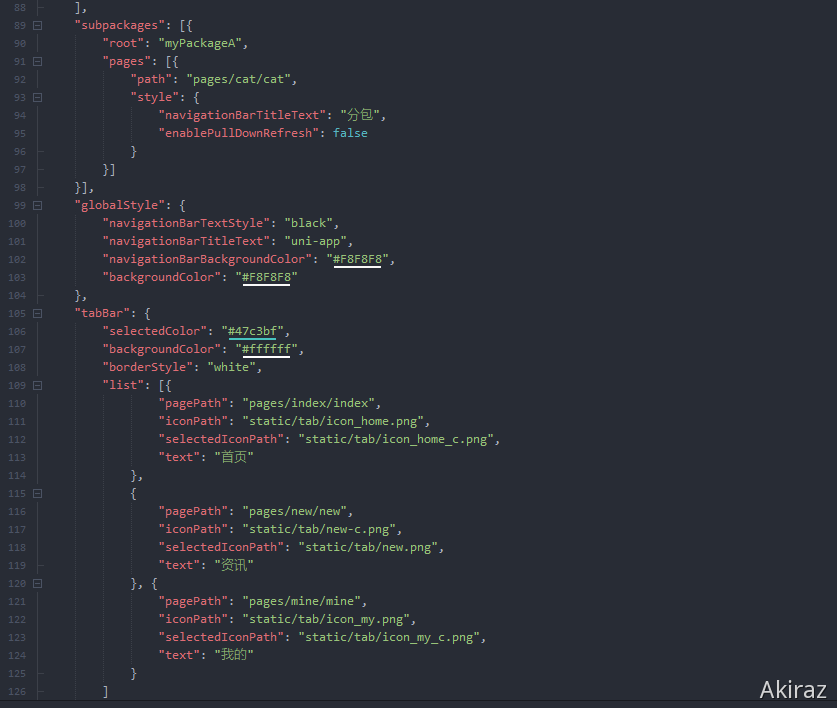 88 ],
89 "subpackages": [{
90 "root": "myPackageA",
91 "pages": [{
92 "path": "pages/cat/cat",
93 "style": {
94 "navigationBarTitleText": "分包",
95 "enablePullDownRefresh": false
96 }
97 }]
98 }],
99 "globalStyle": {
100 "navigationBarTextStyle": "black",
101 "navigationBarTitleText": "uni-app",
102 "navigationBarBackgroundColor": "#F8F8F8",
103 "backgroundColor": "#F8F8F8"
104 },
105 "tabBar": {
106 "selectedColor": "#47c3bf",
107 "backgroundColor": "#ffffff",
108 "borderStyle": "white",
109 "list": [{
110 "pagePath": "pages/index/index",
111 "iconPath": "static/tab/icon_home.png",
112 "selectedIconPath": "static/tab/icon_home_c.png",
113 "text": "首页"
114 },
115 {
116 "pagePath": "pages/new/new",
117 "iconPath": "static/tab/new-c.png",
118 "selectedIconPath": "static/tab/new.png",
119 "text": "资讯"
120 }, {
121 "pagePath": "pages/mine/mine",
122 "iconPath": "static/tab/icon_my.png",
123 "selectedIconPath": "static/tab/icon_my_c.png",
124 "text": "我的"
125 }
126 ]
Akiraz